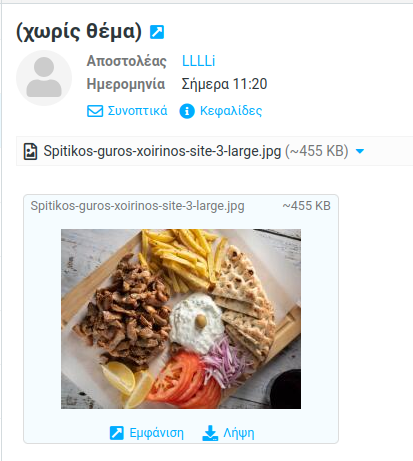 (χωρίς θέμα)
Αποστολέας LLLLi
Ημερομηνία Σήμερα 11:20
Συνοπτικά Κεφαλίδες
Spitikos-guros-xoirinos-site-3-large.jpg (~455 KB)
Spitikos-guros-xoirinos-site-3-large.jpg ~455 KB
Εμφάνιση Λήψη